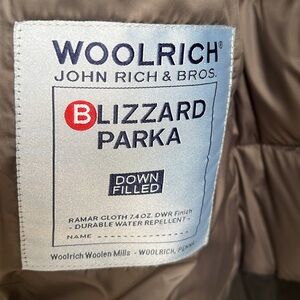 WOOLRICH®
JOHN RICH & BROS.
BLIZZARD
PARKA
DOWN
FILLED
RAMAR CLOTH 7.4 OZ. DWR Finish
- DURABLE WATER REPELLENT -
NAME
Woolrich Woolen Mills - WOOLRICH, PENNA